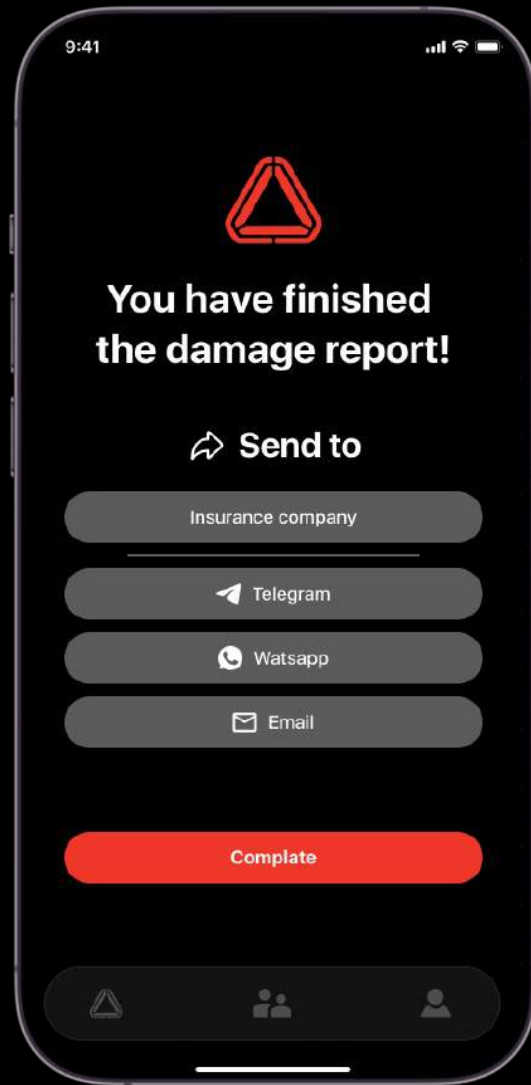 9:41
You have finished
the damage report!
Send to
Insurance company
Telegram
Watsapp
Email
Complate